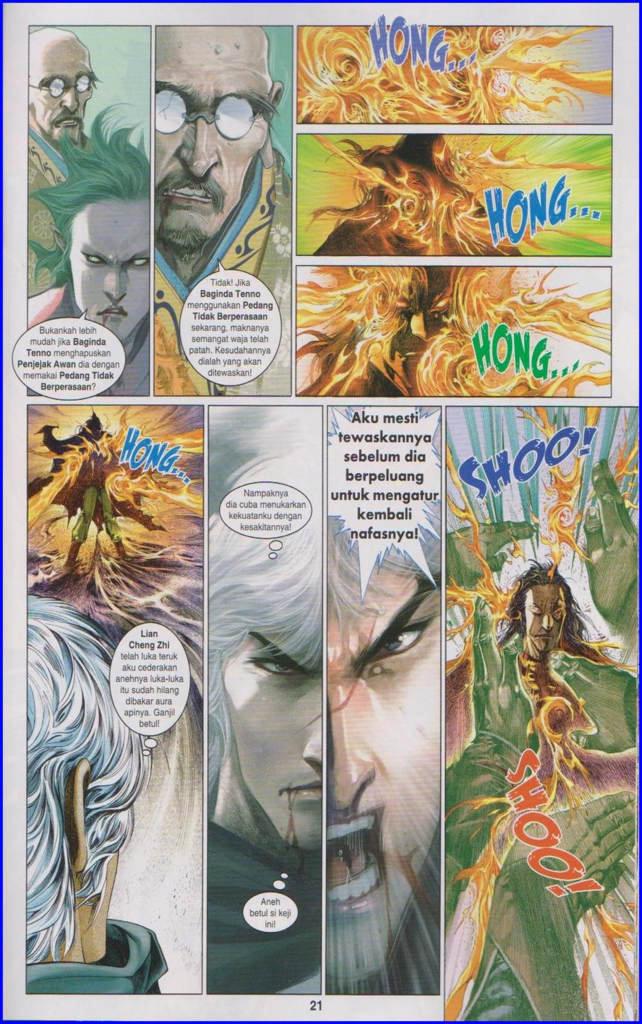 Bukankah lebih
mudah jika Baginda
Tenno menghapuskan
Penjejak Awan dia dengan
memakai Pedang Tidak
Berperasaan?
Tidak! Jika
Baginda Tenno
menggunakan Pedang
Tidak Berperasaan
sekarang, maknanya
semangat waja telah
patah. Kesudahannya
dialah yang akan
ditewaskan!
HONG...
HONG...
HONG...
HONG...
Lian
Cheng Zhi
telah luka teruk
aku cederakan
anehnya luka-luka
itu sudah hilang
dibakar aura
apinya. Ganjil
betul!
Nampaknya
dia cuba menukarkan
kekuatanku dengan
kesakitannya!
Aneh
betul si keji
ini!
Aku mesti
tewaskannya
sebelum dia
berpeluang
untuk mengatur
kembali
nafasnya!
SHOO!
SHOO!
21